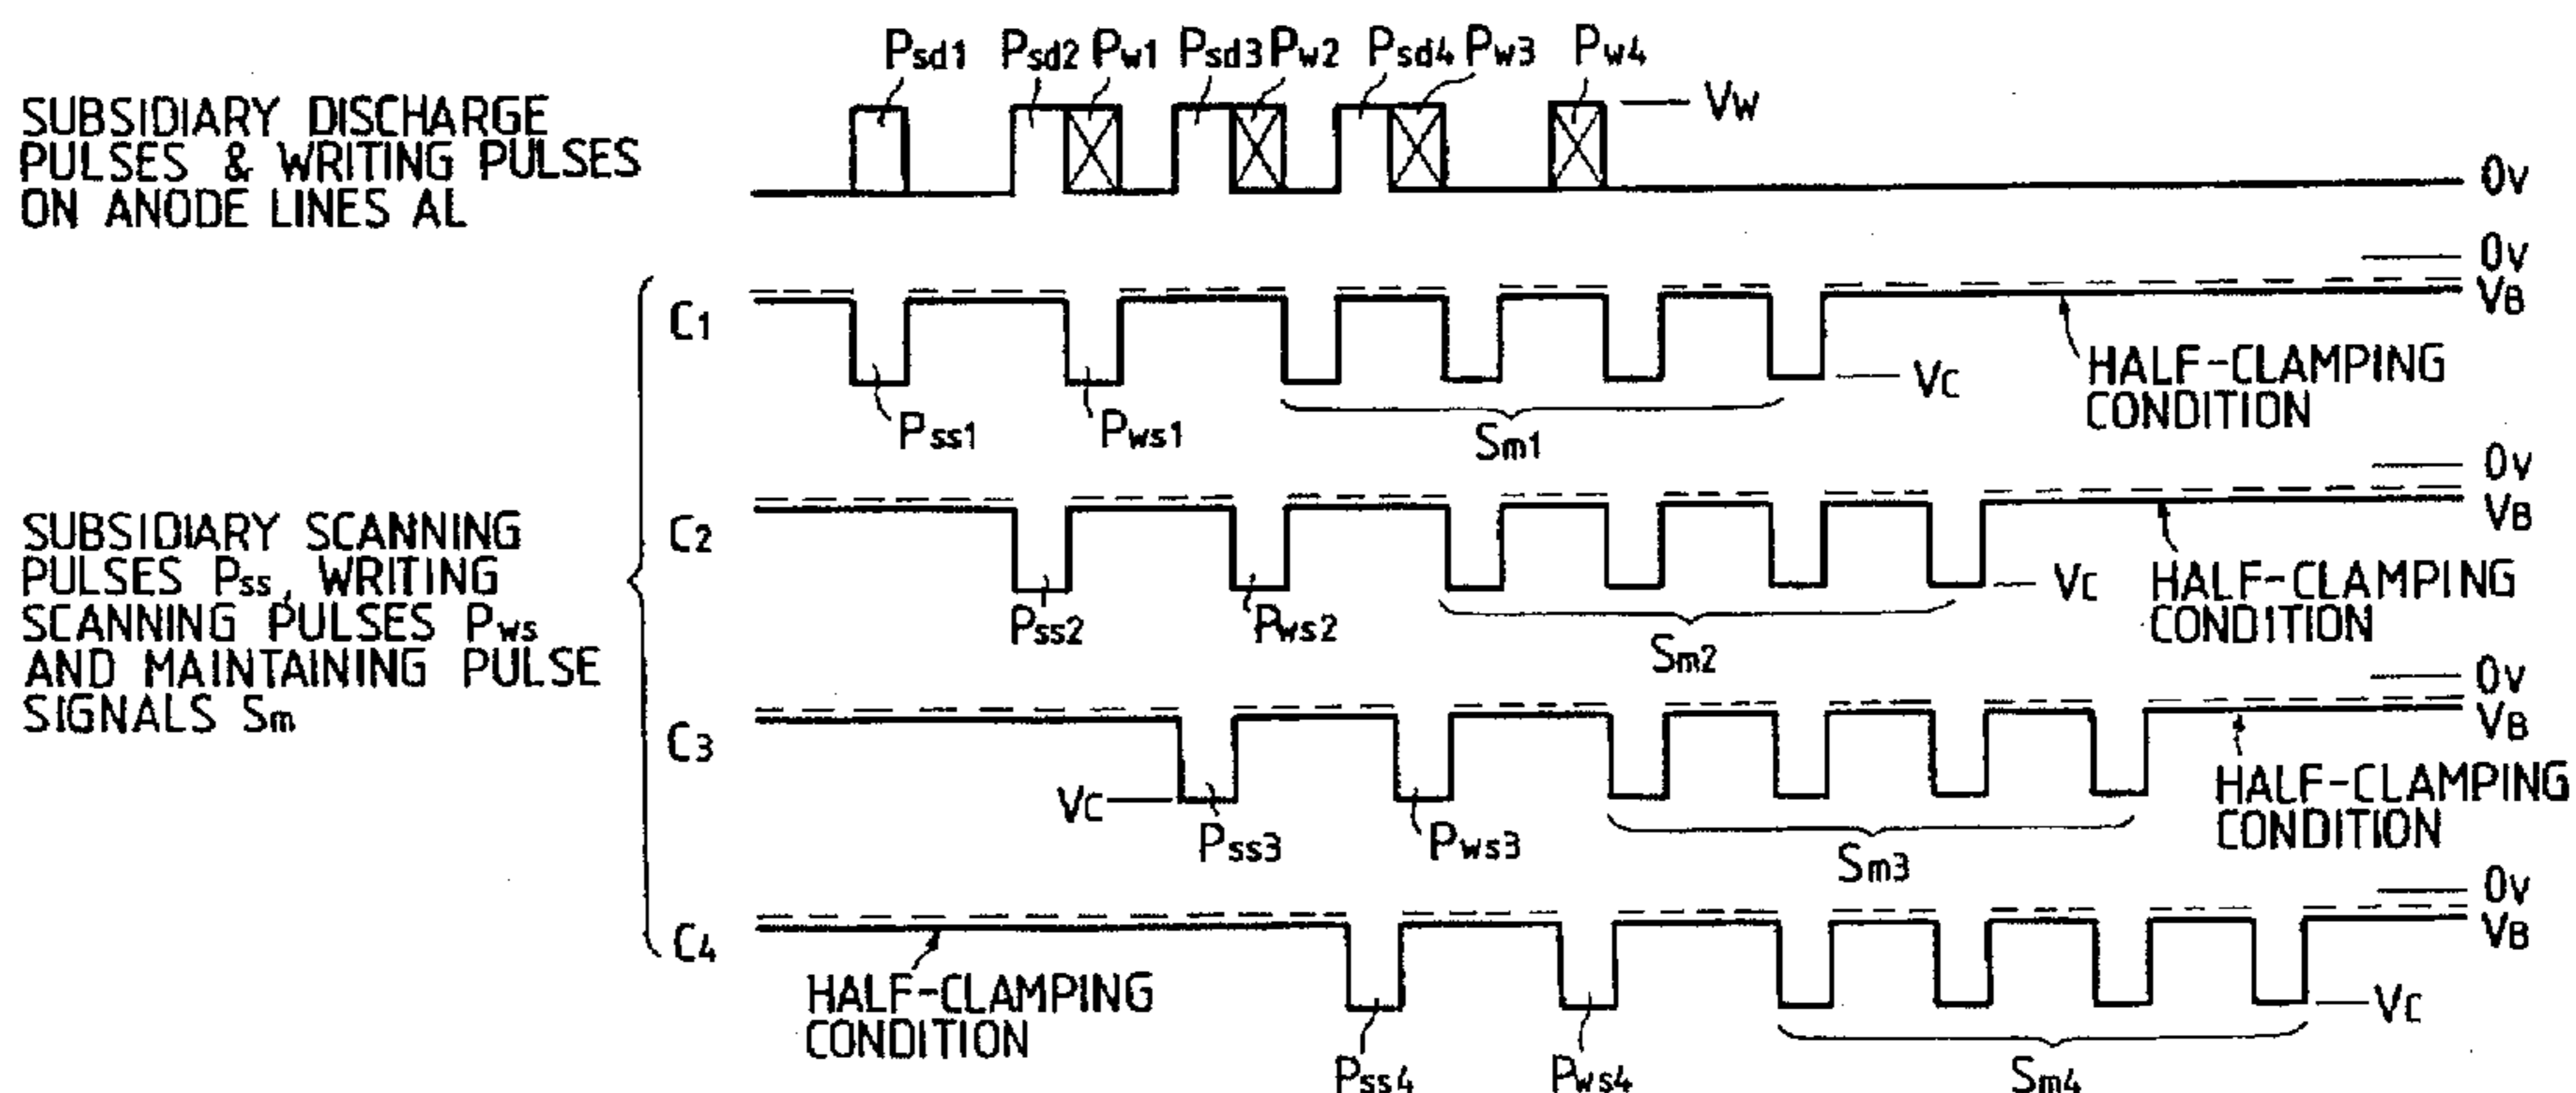 Psd1 Psd2 Pw1 Psd3 Pw2 Psd4 Pw3 Pw4
VW
SUBSIDIARY DISCHARGE
PULSES & WRITING PULSES
ON ANODE LINES AL
0V
0V
VB
C1
VC
HALF-CLAMPING
CONDITION
Pss1
Pws1
Sm1
0V
VB
C2
VC
HALF-CLAMPING
CONDITION
Pss2
Pws2
Sm2
SUBSIDIARY SCANNING
PULSES Pss, WRITING
SCANNING PULSES Pws
AND MAINTAINING PULSE
SIGNALS Sm
0V
VB
C3
VC
HALF-CLAMPING
CONDITION
Pss3
Pws3
Sm3
0V
VB
C4
HALF-CLAMPING
CONDITION
VC
Pss4
Pws4
Sm4